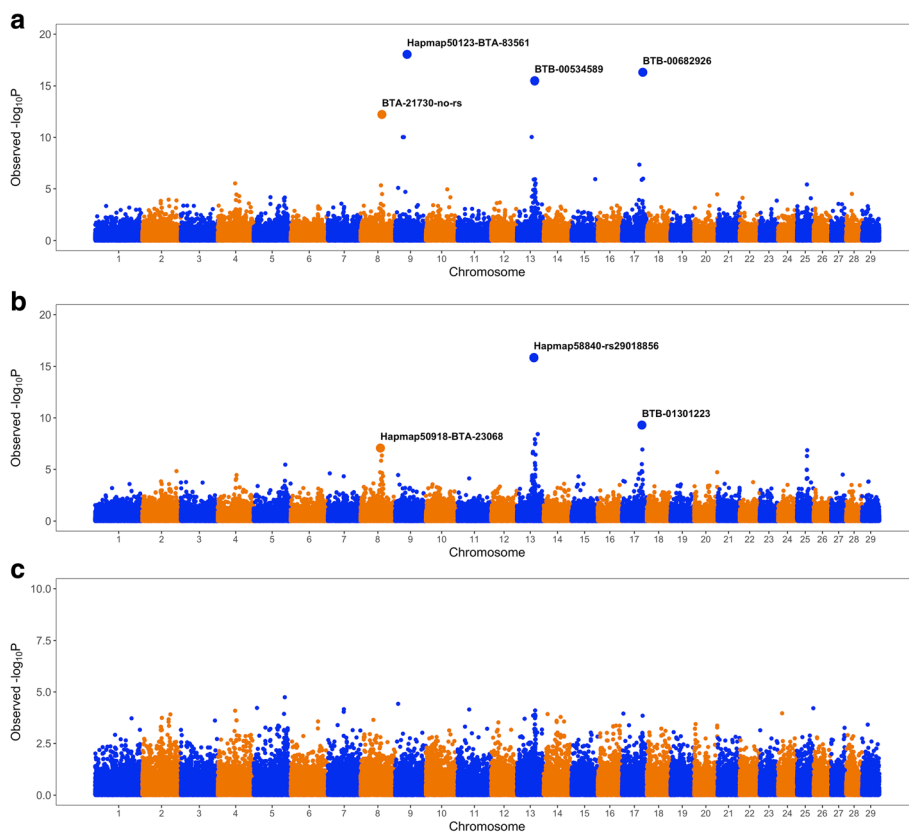 a
20
Hapmap50123-BTA-83561
BTB-00682926
BTB-00534589
15
BTA-21730-no-rs
10
5
0
Observed -log10P
1 2 3 4 5 6 7 8 9 10 11 12 13 14 15 16 17 18 19 20 21 22 23 24 25 26 27 28 29
Chromosome
b
20
Hapmap58840-rs29018856
15
BTB-01301223
10
Hapmap50918-BTA-23068
5
0
Observed -log10P
1 2 3 4 5 6 7 8 9 10 11 12 13 14 15 16 17 18 19 20 21 22 23 24 25 26 27 28 29
Chromosome
c
10.0
7.5
5.0
2.5
0.0
Observed -log10P
1 2 3 4 5 6 7 8 9 10 11 12 13 14 15 16 17 18 19 20 21 22 23 24 25 26 27 28 29
Chromosome